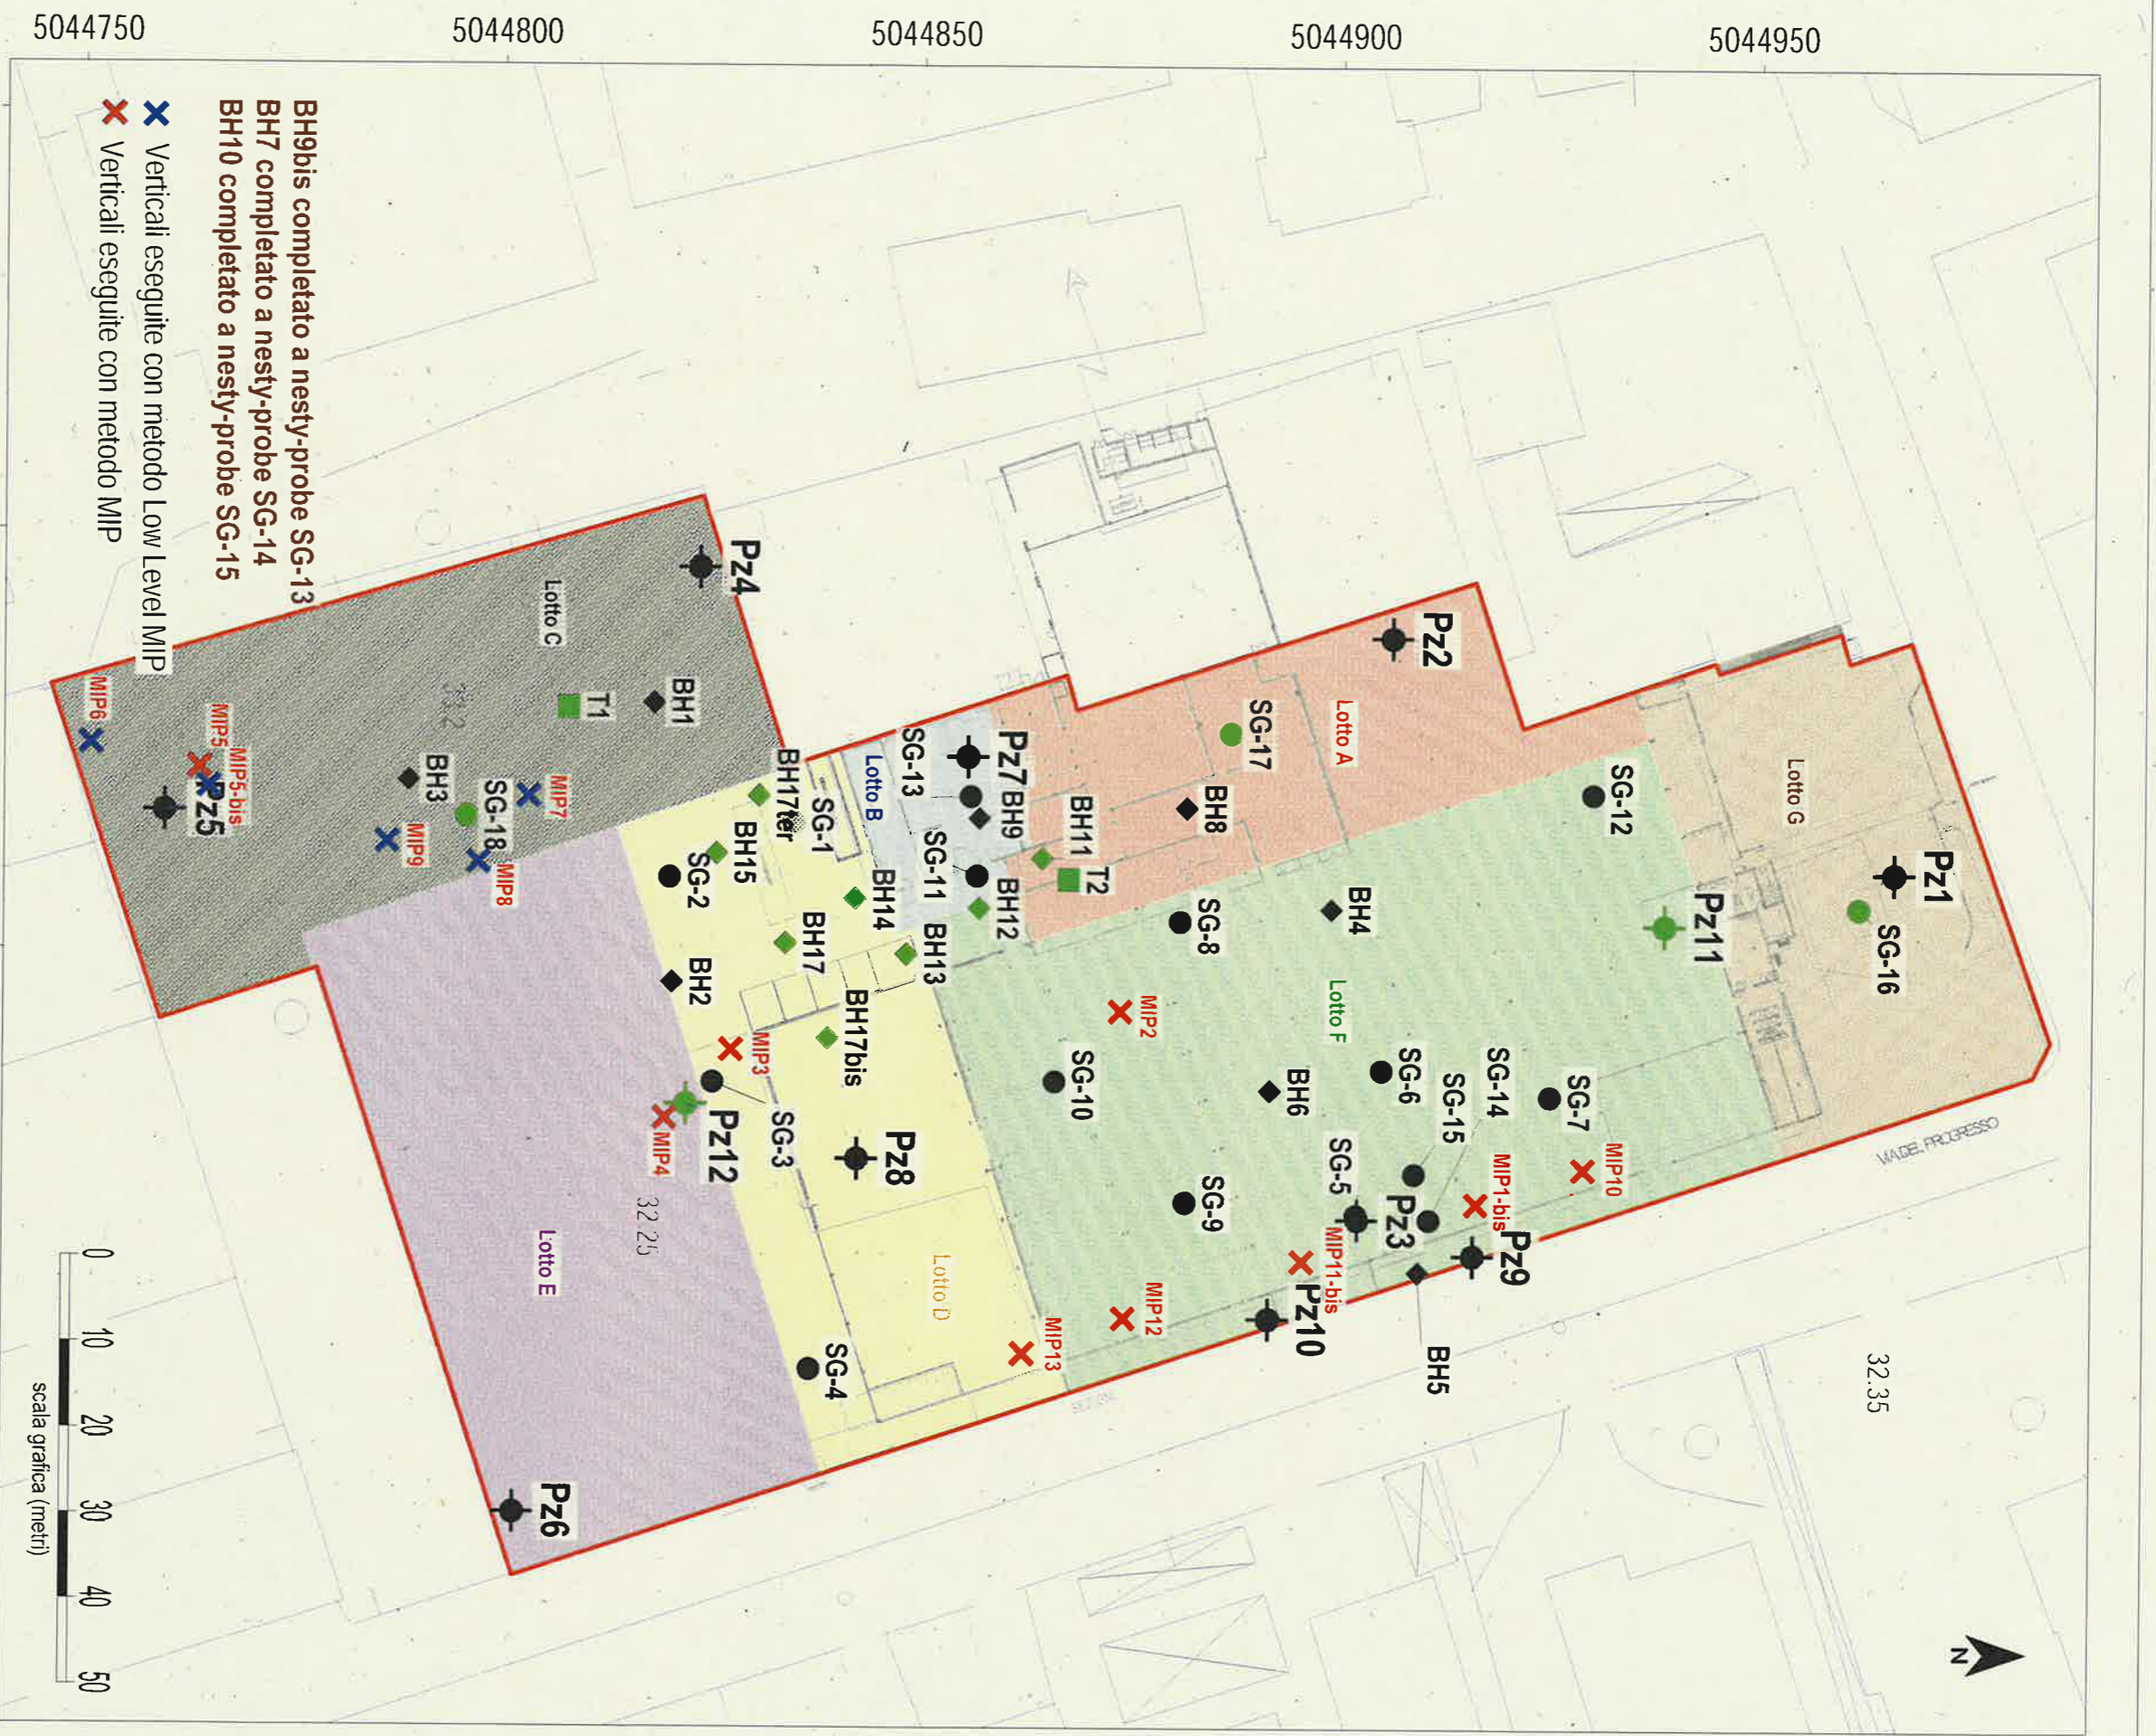 5044750
5044800
5044850
5044900
5044950
BH9bis completato a nesty-probe SG-13
BH7 completato a nesty-probe SG-14
BH10 completato a nesty-probe SG-15
Verticali eseguite con metodo Low Level MIP
Verticali eseguite con metodo MIP
Pz4
Lotto C
T1
BH1
33.2
MIP6
MIP5
MIP5-bis
Pz5
BH3
SG-18
MIP7
MIP9
MIP8
Pz2
SG-17
Lotto A
BH8
BH11
T2
Pz7
BH9
SG-13
Lotto B
SG-11
BH12
BH17ter
SG-1
BH15
SG-2
BH14
BH17
BH13
BH2
BH17bis
MIP3
SG-3
Pz12
MIP4
Pz8
Lotto D
SG-4
32.25
Lotto E
Pz6
Lotto G
Pz1
SG-16
SG-12
Pz11
BH4
SG-8
Lotto F
MIP2
SG-10
BH6
SG-6
SG-15
SG-14
SG-7
MIP10
MIP1-bis
SG-5
Pz3
Pz9
SG-9
MIP11-bis
Pz10
MIP12
MIP13
BH5
VIA DEL PROGRESSO
32.35
0
10
20
30
40
50
scala grafica (metri)
N